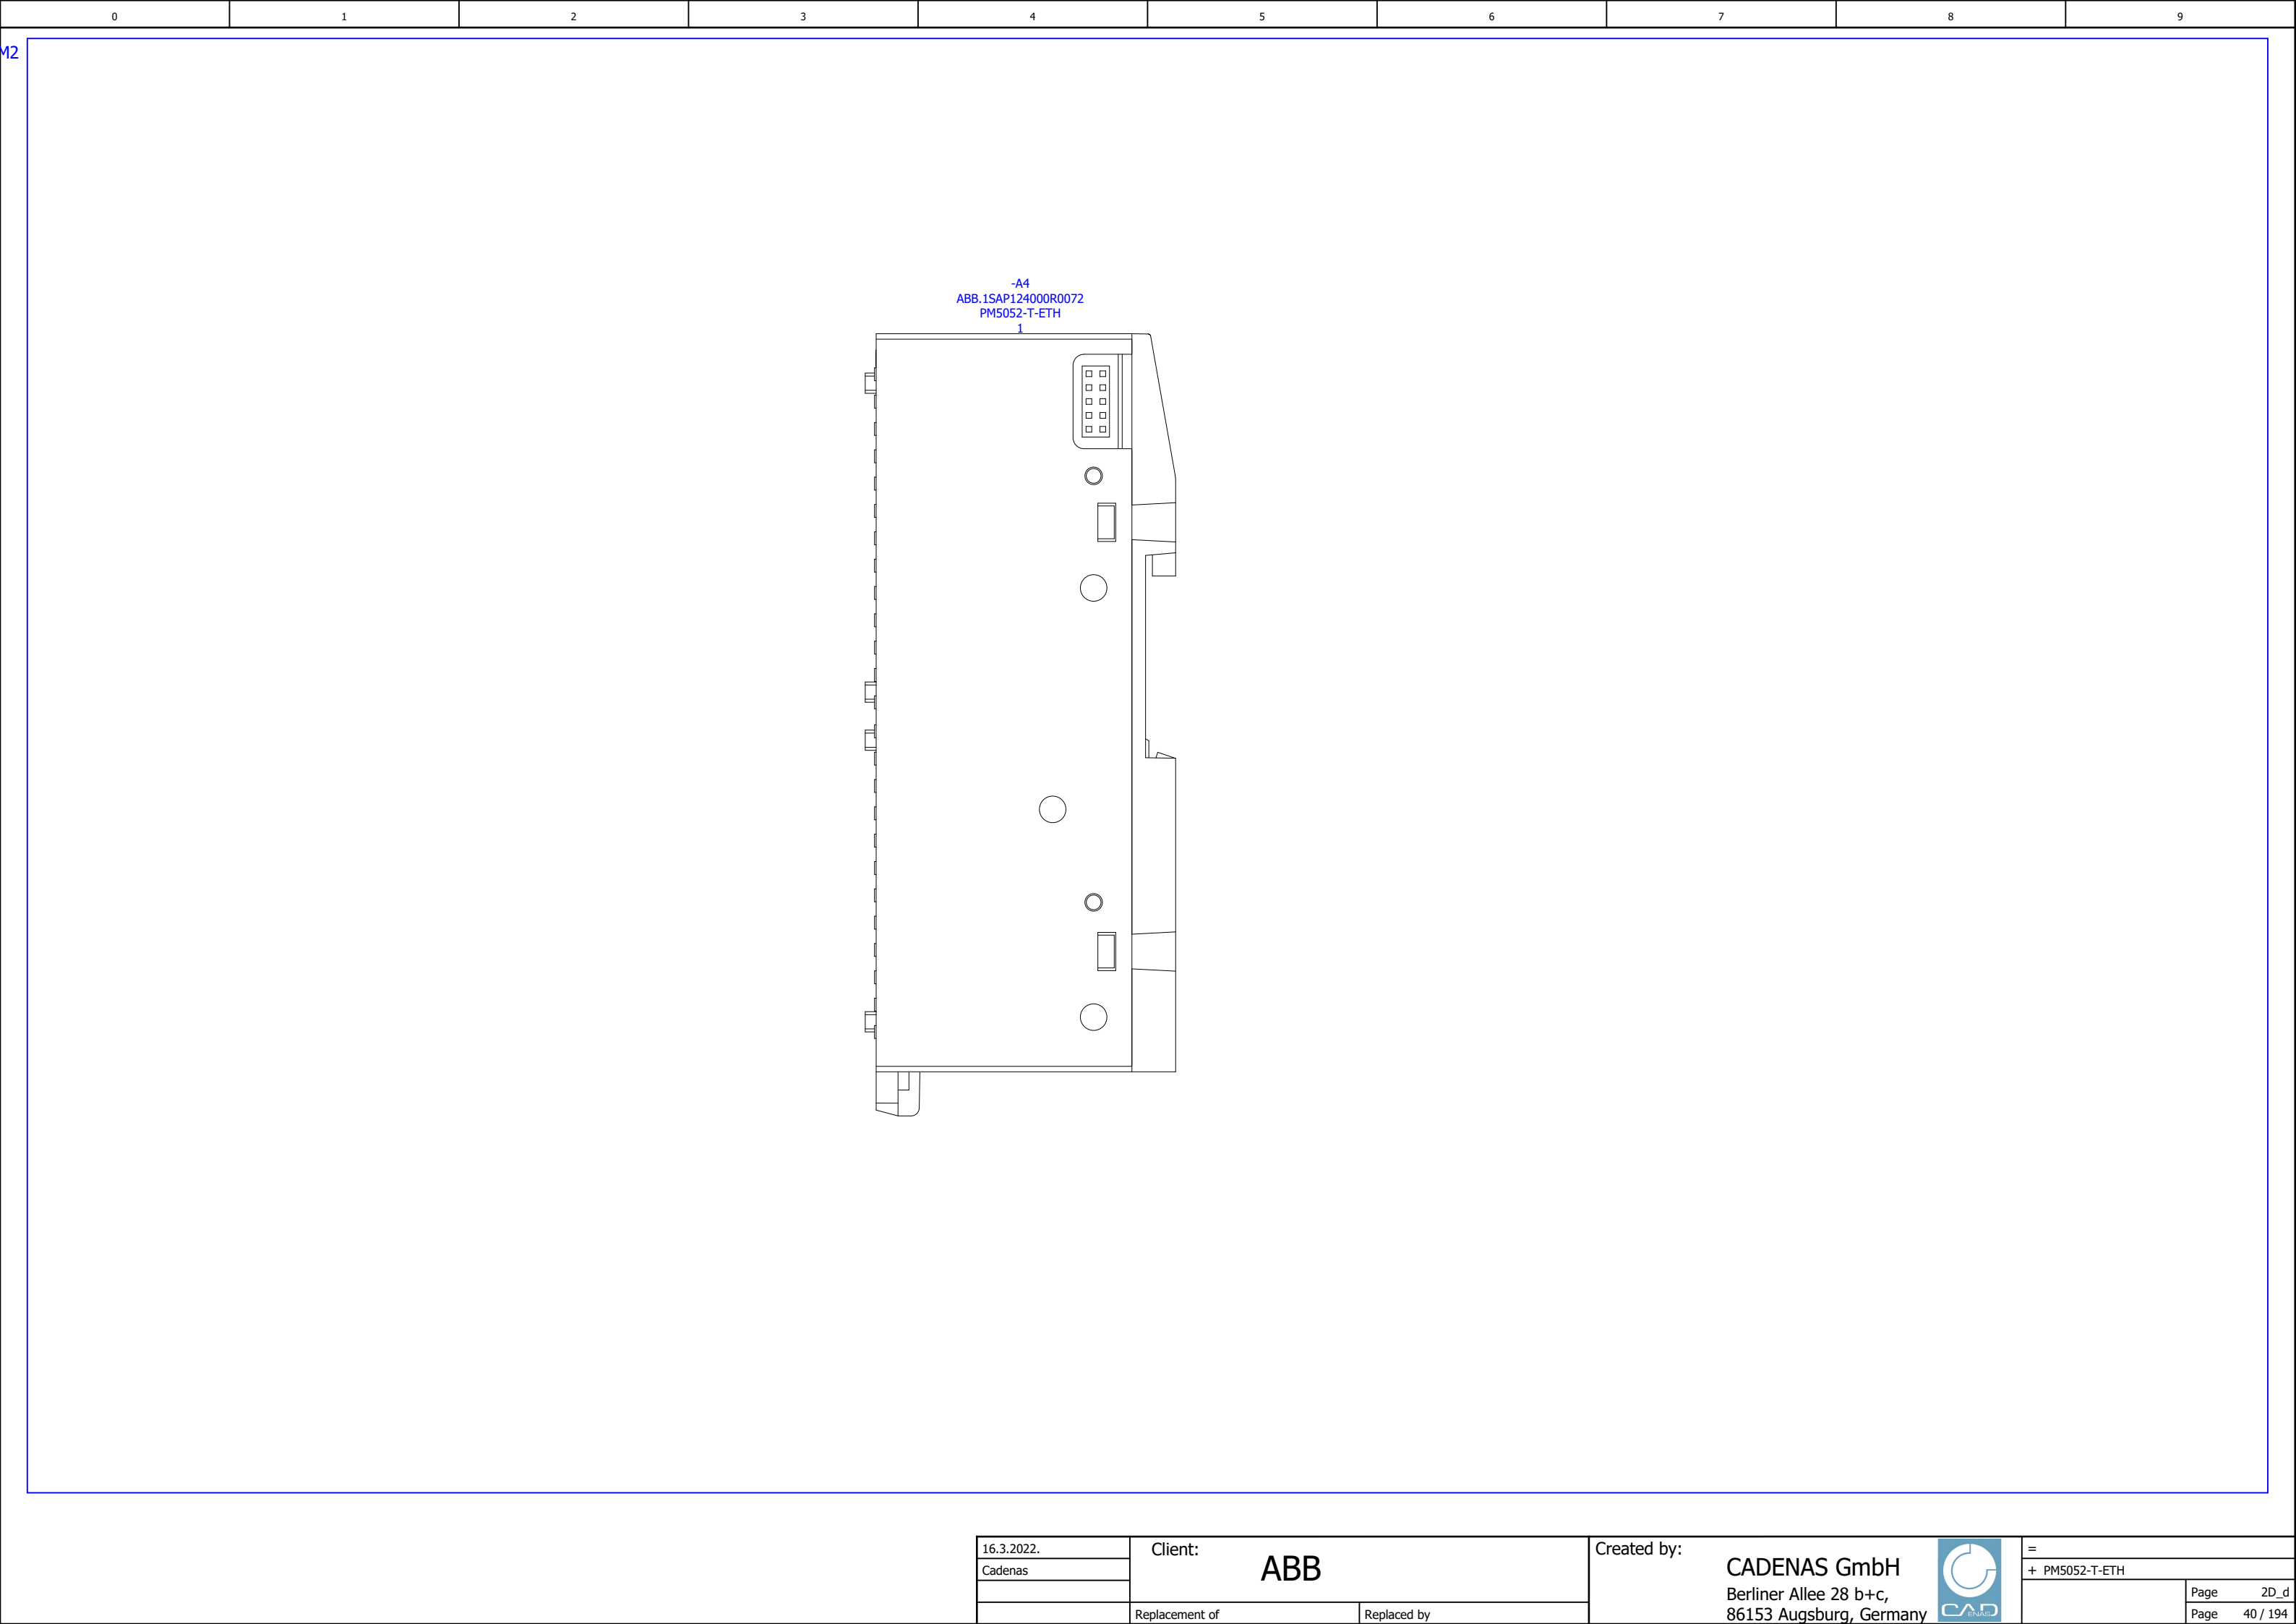 0 1 2 3 4 5 6 7 8 9
M2
-A4
ABB.1SAP124000R0072
PM5052-T-ETH
1
16.3.2022.
Cadenas
Client:
ABB
Replacement of
Replaced by
Created by:
CADENAS GmbH
Berliner Allee 28 b+c,
86153 Augsburg, Germany
CADENAS
=
+ PM5052-T-ETH
Page 2D_d
Page 40 / 194